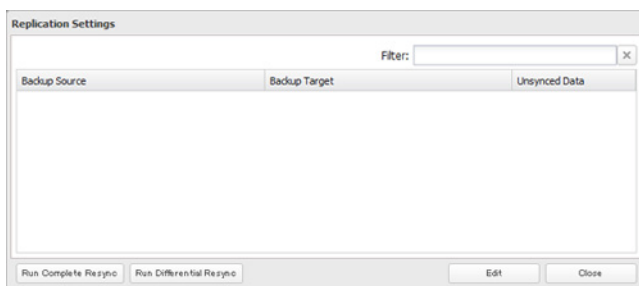 Replication Settings
Filter:
Backup Source Backup Target Unsynced Data
Run Complete Resync Run Differential Resync Edit Close